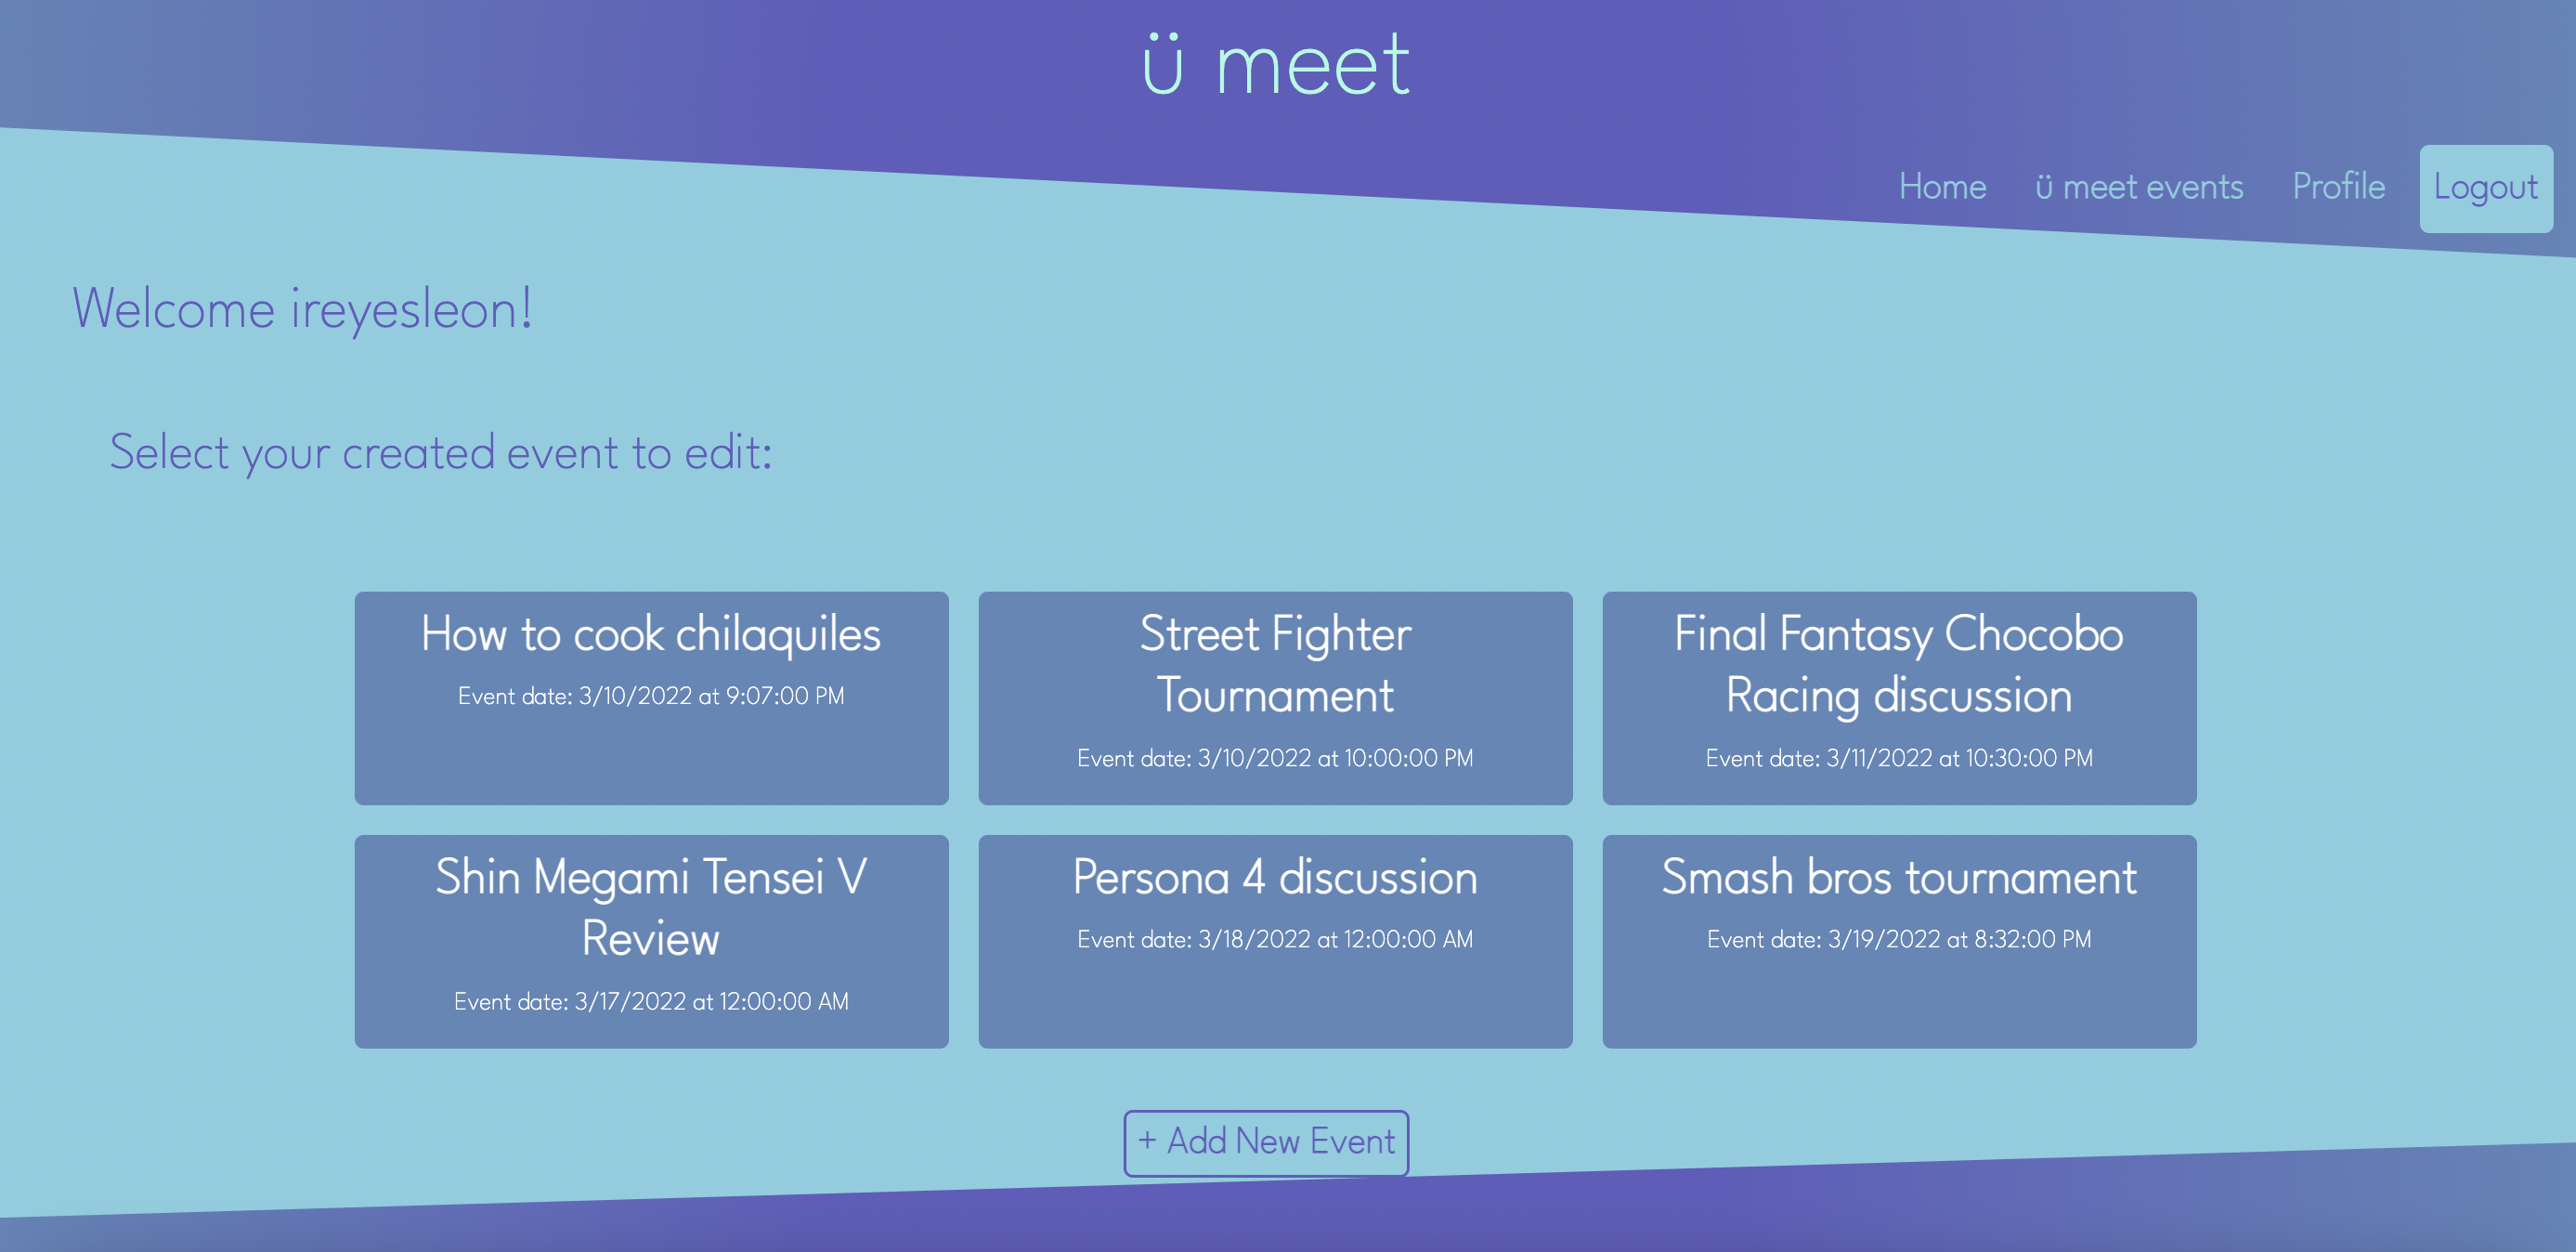 ü meet
Home
ü meet events
Profile
Logout
Welcome ireyesleon!
Select your created event to edit:
How to cook chilaquiles
Event date: 3/10/2022 at 9:07:00 PM
Street Fighter
Tournament
Event date: 3/10/2022 at 10:00:00 PM
Final Fantasy Chocobo
Racing discussion
Event date: 3/11/2022 at 10:30:00 PM
Shin Megami Tensei V
Review
Event date: 3/17/2022 at 12:00:00 AM
Persona 4 discussion
Event date: 3/18/2022 at 12:00:00 AM
Smash bros tournament
Event date: 3/19/2022 at 8:32:00 PM
+ Add New Event